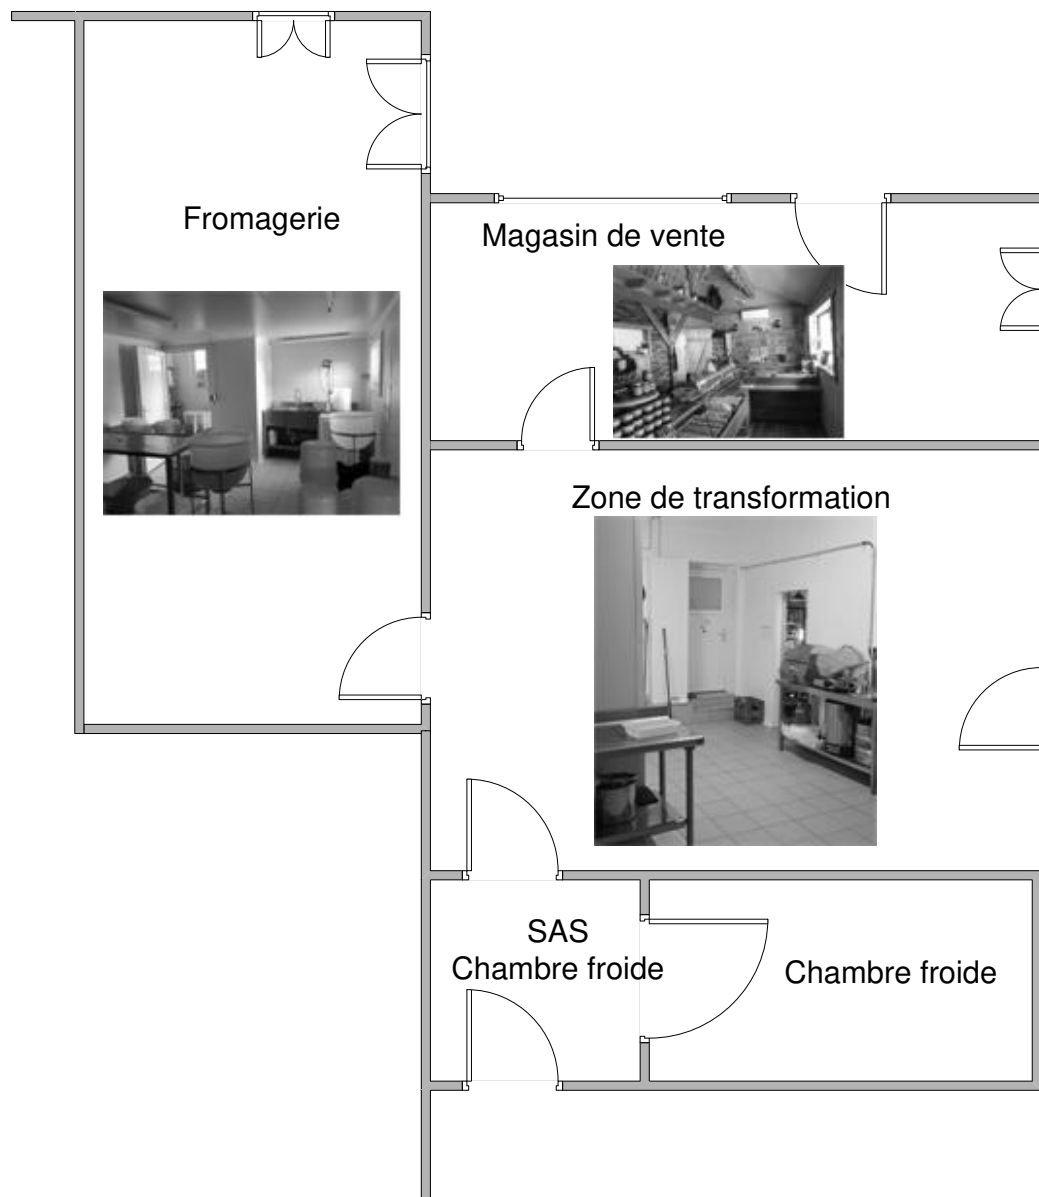 Fromagerie
Magasin de vente
Zone de transformation
SAS
Chambre froide
Chambre froide